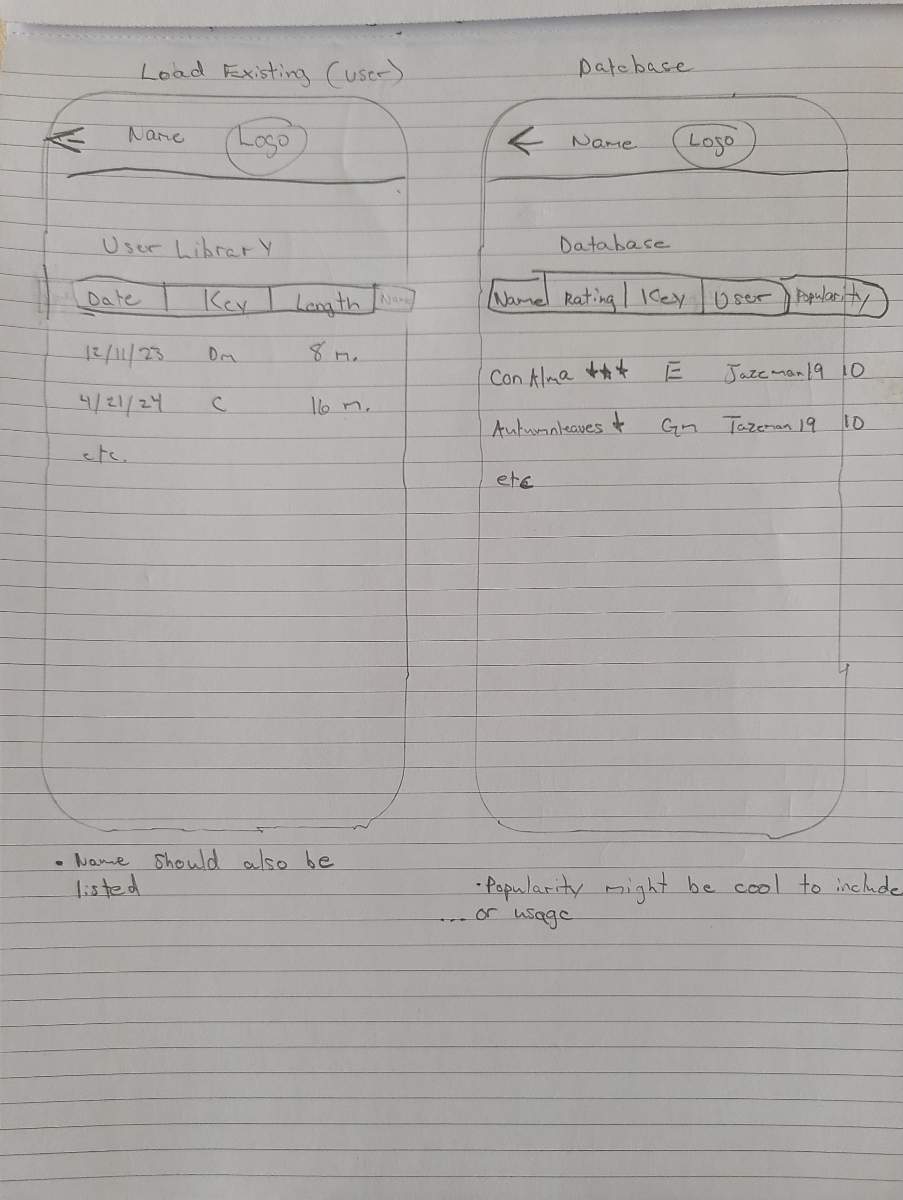 Load Existing (user)
← Name Logo
User Library
Date Key Length Name
12/11/23 Dm 8 m.
4/21/24 C 16 m.
etc.
• Name should also be
listed
Database
← Name Logo
Database
Name Rating Key User Popularity
Con Alma ★★★ E Jazzman19 10
Autumnleaves ★ Gm Jazzman19 10
etc
• Popularity might be cool to include
... or usage